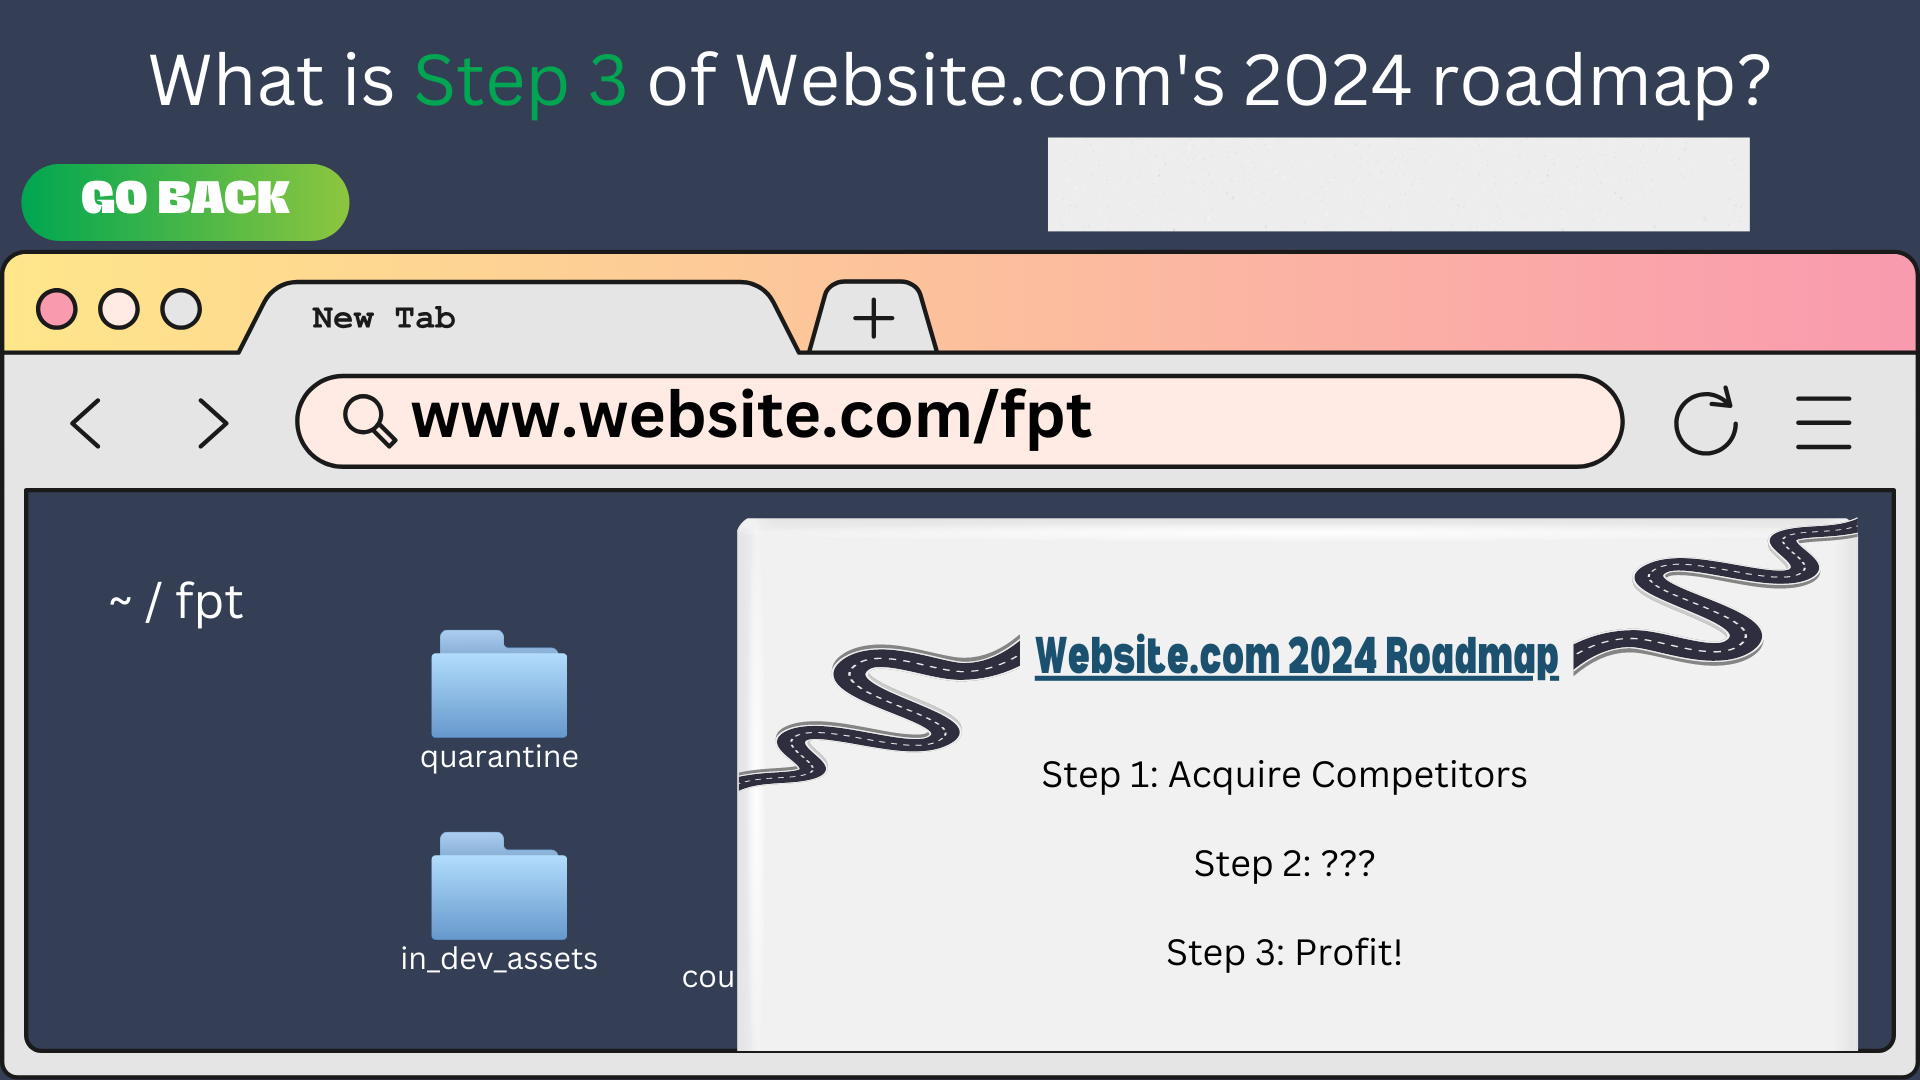 What is Step 3 of Website.com's 2024 roadmap?
GO BACK
New Tab
www.website.com/fpt
~ / fpt
quarantine
in_dev_assets
cou
Website.com 2024 Roadmap
Step 1: Acquire Competitors
Step 2: ???
Step 3: Profit!